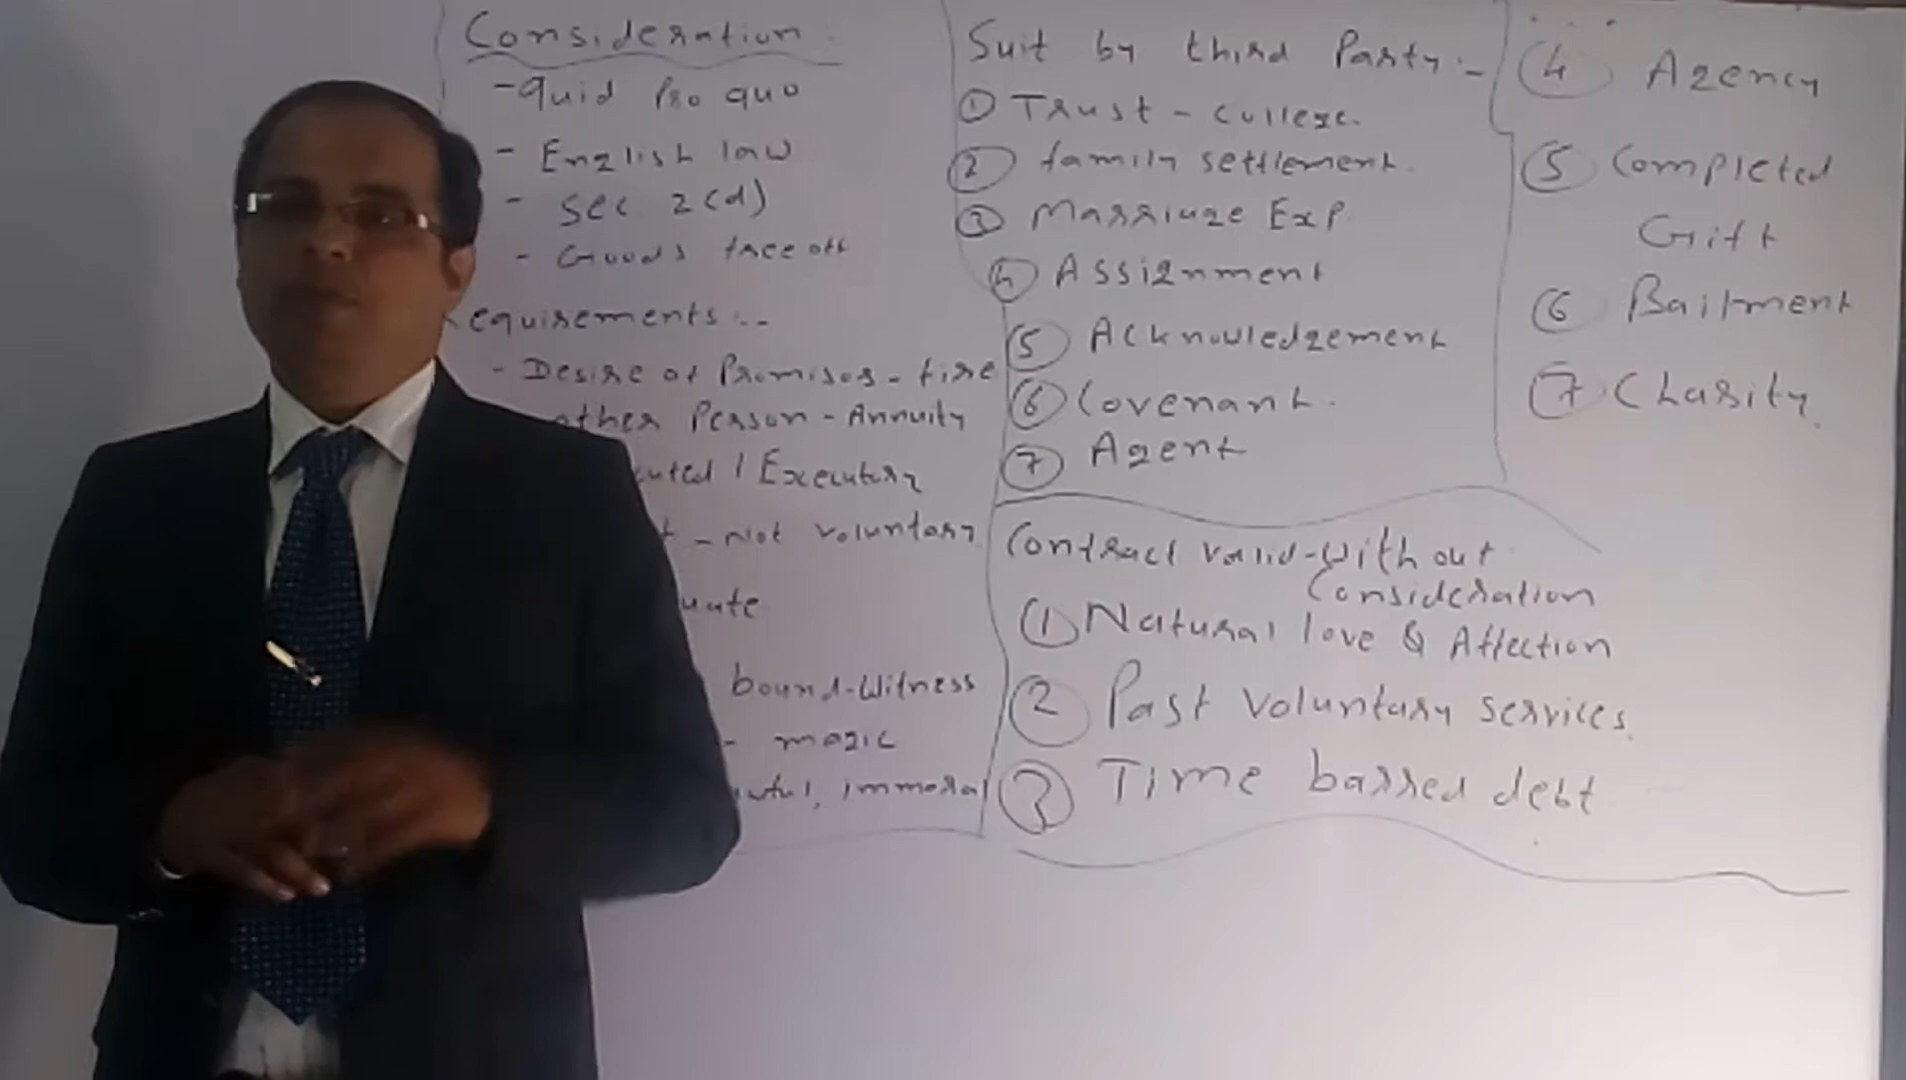 Consideration
- quid pro quo
- English law
- Sec 2(d)
- Goods face off
equirements :-
- Desire of Promisor - fire
other Person - Annuity
cuted / Executory
t - Not voluntary
uate
bound - Witness
- magic
wful, immoral
Suit by third Party :-
① Trust - College.
② family settlement.
③ Marriage Exp.
④ Assignment
⑤ Acknowledgement
⑥ Covenant.
⑦ Agent
Contract valid - Without
Consideration
① Natural love & Affection
② Past Voluntary services.
③ Time barred debt.
④ Agency
⑤ Completed
Gift
⑥ Bailment
⑦ Charity.